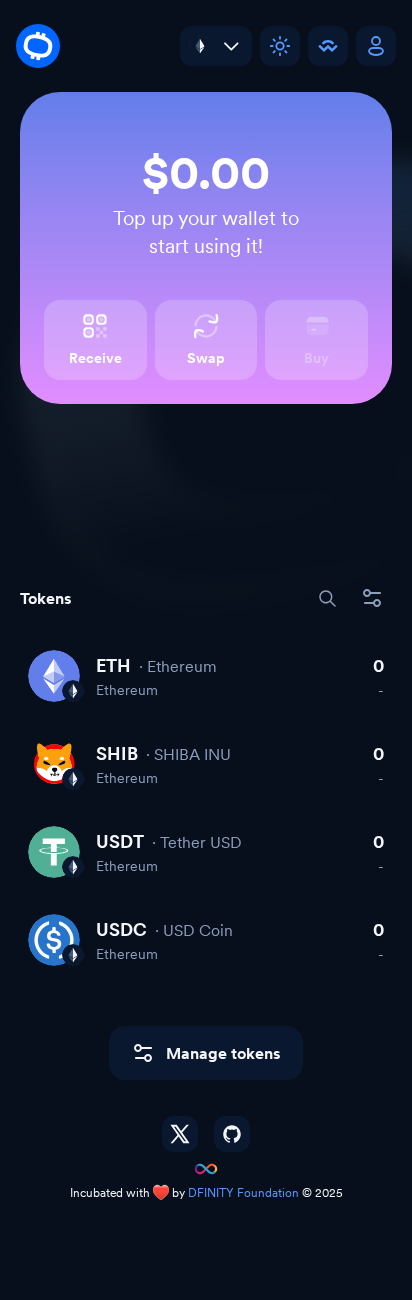 $0.00
Top up your wallet to
start using it!
Receive
Swap
Buy
Tokens
ETH · Ethereum
0
Ethereum
-
SHIB · SHIBA INU
0
Ethereum
-
USDT · Tether USD
0
Ethereum
-
USDC · USD Coin
0
Ethereum
-
Manage tokens
Incubated with ❤️ by DFINITY Foundation © 2025